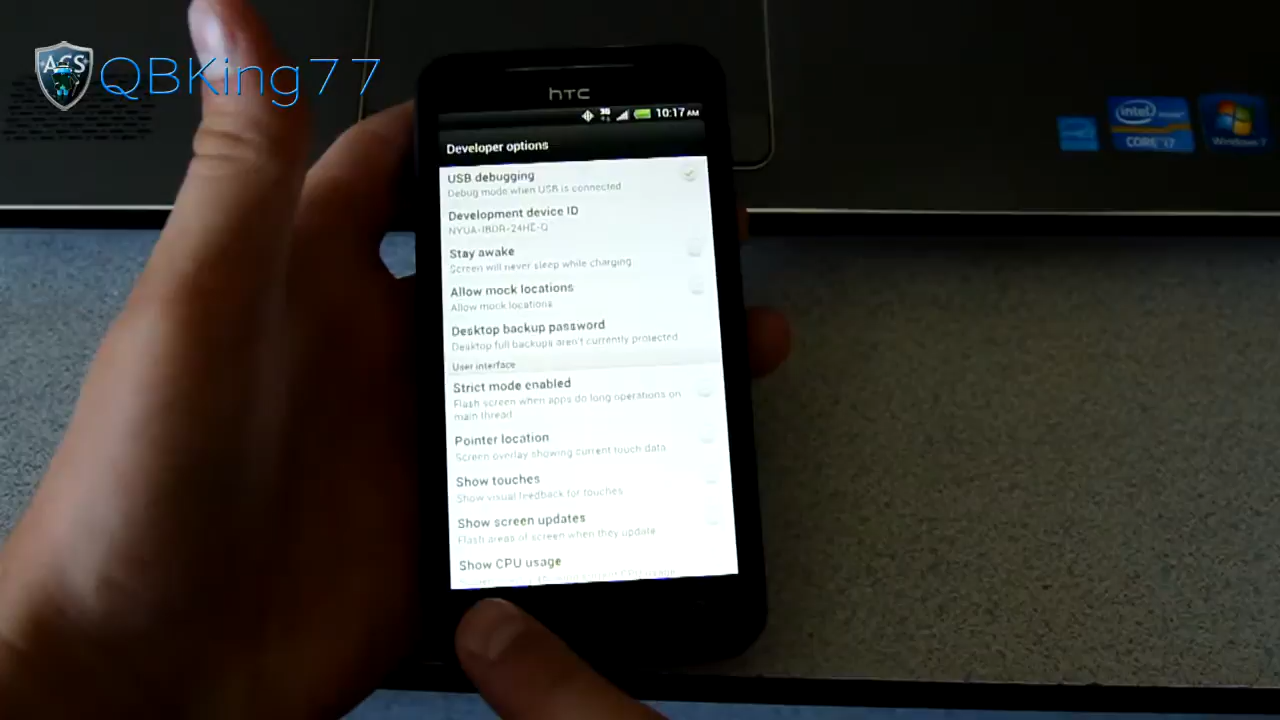 ACS QBKing77
hTC
3G 10:17 AM
Developer options
USB debugging
Debug mode when USB is connected
Development device ID
Stay awake
Screen will never sleep while charging
Allow mock locations
Allow mock locations
Desktop backup password
Desktop full backups aren't currently protected
User interface
Strict mode enabled
Flash screen when apps do long operations on
main thread
Pointer location
Screen overlay showing current touch data
Show touches
Show visual feedback for touches
Show screen updates
Flash areas of screen when they update
Show CPU usage
intel
CORE i7
Windows 7